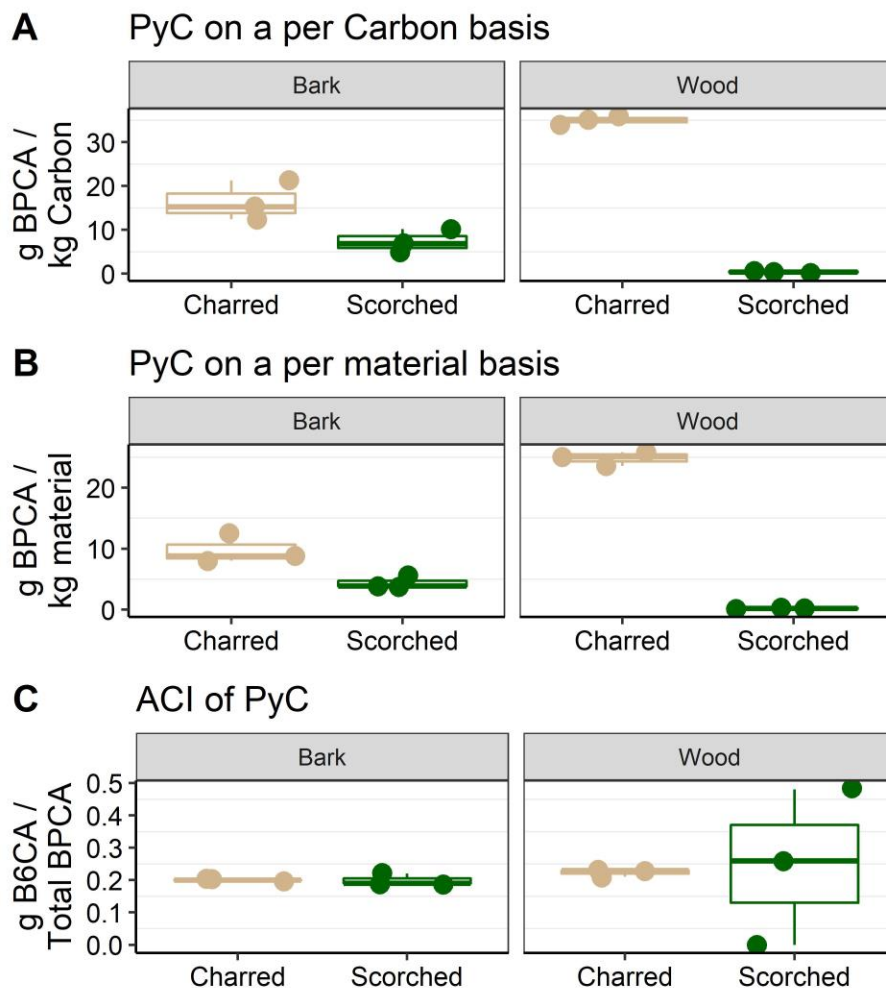 A PyC on a per Carbon basis
Bark Wood
g BPCA /
kg Carbon
30
20
10
0
Charred Scorched Charred Scorched
B PyC on a per material basis
Bark Wood
g BPCA /
kg material
20
10
0
Charred Scorched Charred Scorched
C ACI of PyC
Bark Wood
g B6CA /
Total BPCA
0.5
0.4
0.3
0.2
0.1
0.0
Charred Scorched Charred Scorched